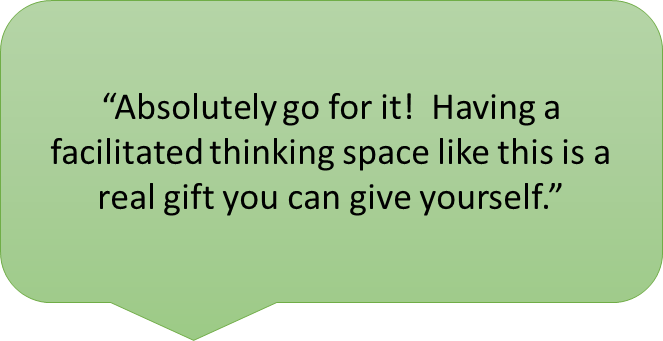 “Absolutely go for it!  Having a
facilitated thinking space like this is a
real gift you can give yourself.”